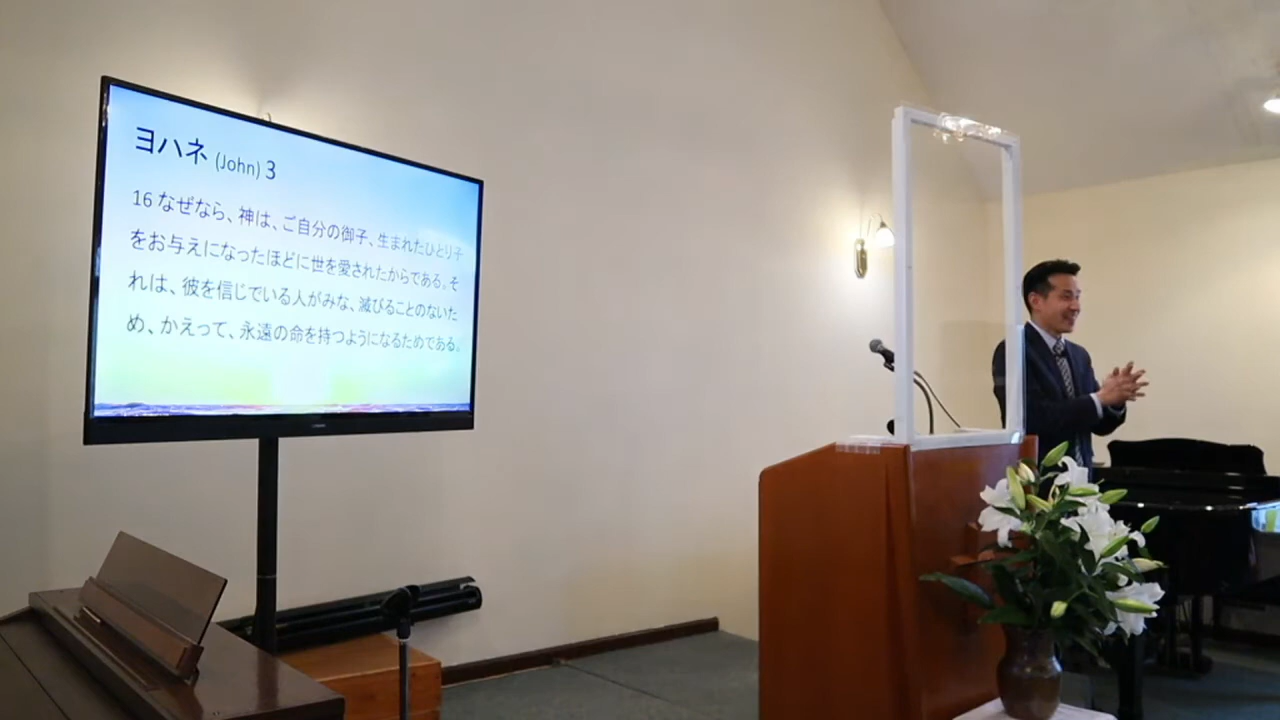 ヨハネ (John) 3
16 なぜなら、神は、ご自分の御子、生まれたひとり子
をお与えになったほどに世を愛されたからである。そ
れは、彼を信じている人がみな、滅びることのないた
め、かえって、永遠の命を持つようになるためである。